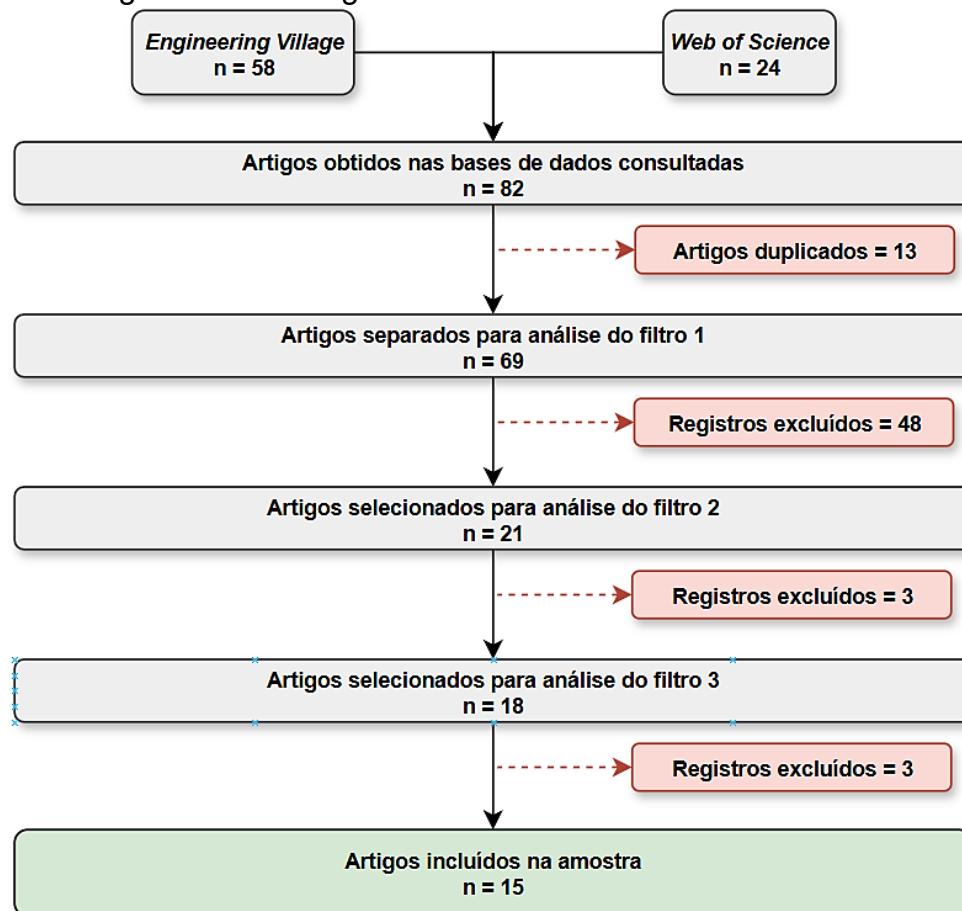 Engineering Village
n = 58
Web of Science
n = 24
Artigos obtidos nas bases de dados consultadas
n = 82
Artigos duplicados = 13
Artigos separados para análise do filtro 1
n = 69
Registros excluídos = 48
Artigos selecionados para análise do filtro 2
n = 21
Registros excluídos = 3
Artigos selecionados para análise do filtro 3
n = 18
Registros excluídos = 3
Artigos incluídos na amostra
n = 15